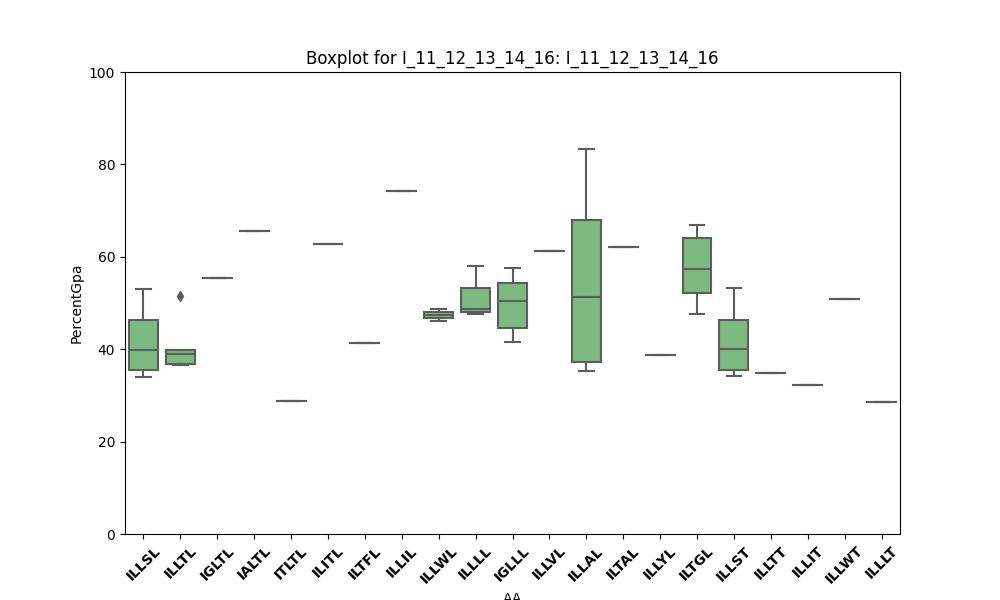 Boxplot for I_11_12_13_14_16: I_11_12_13_14_16
100
80
60
40
20
0
PercentGpa
ILLSL
ILLTL
IGLTL
IALTL
ITLTL
ILITL
ILTFL
ILLIL
ILLWL
ILLLL
IGLLL
ILLVL
ILLAL
ILTAL
ILLYL
ILTGL
ILLST
ILLTT
ILLIT
ILLWT
ILLLT
AA